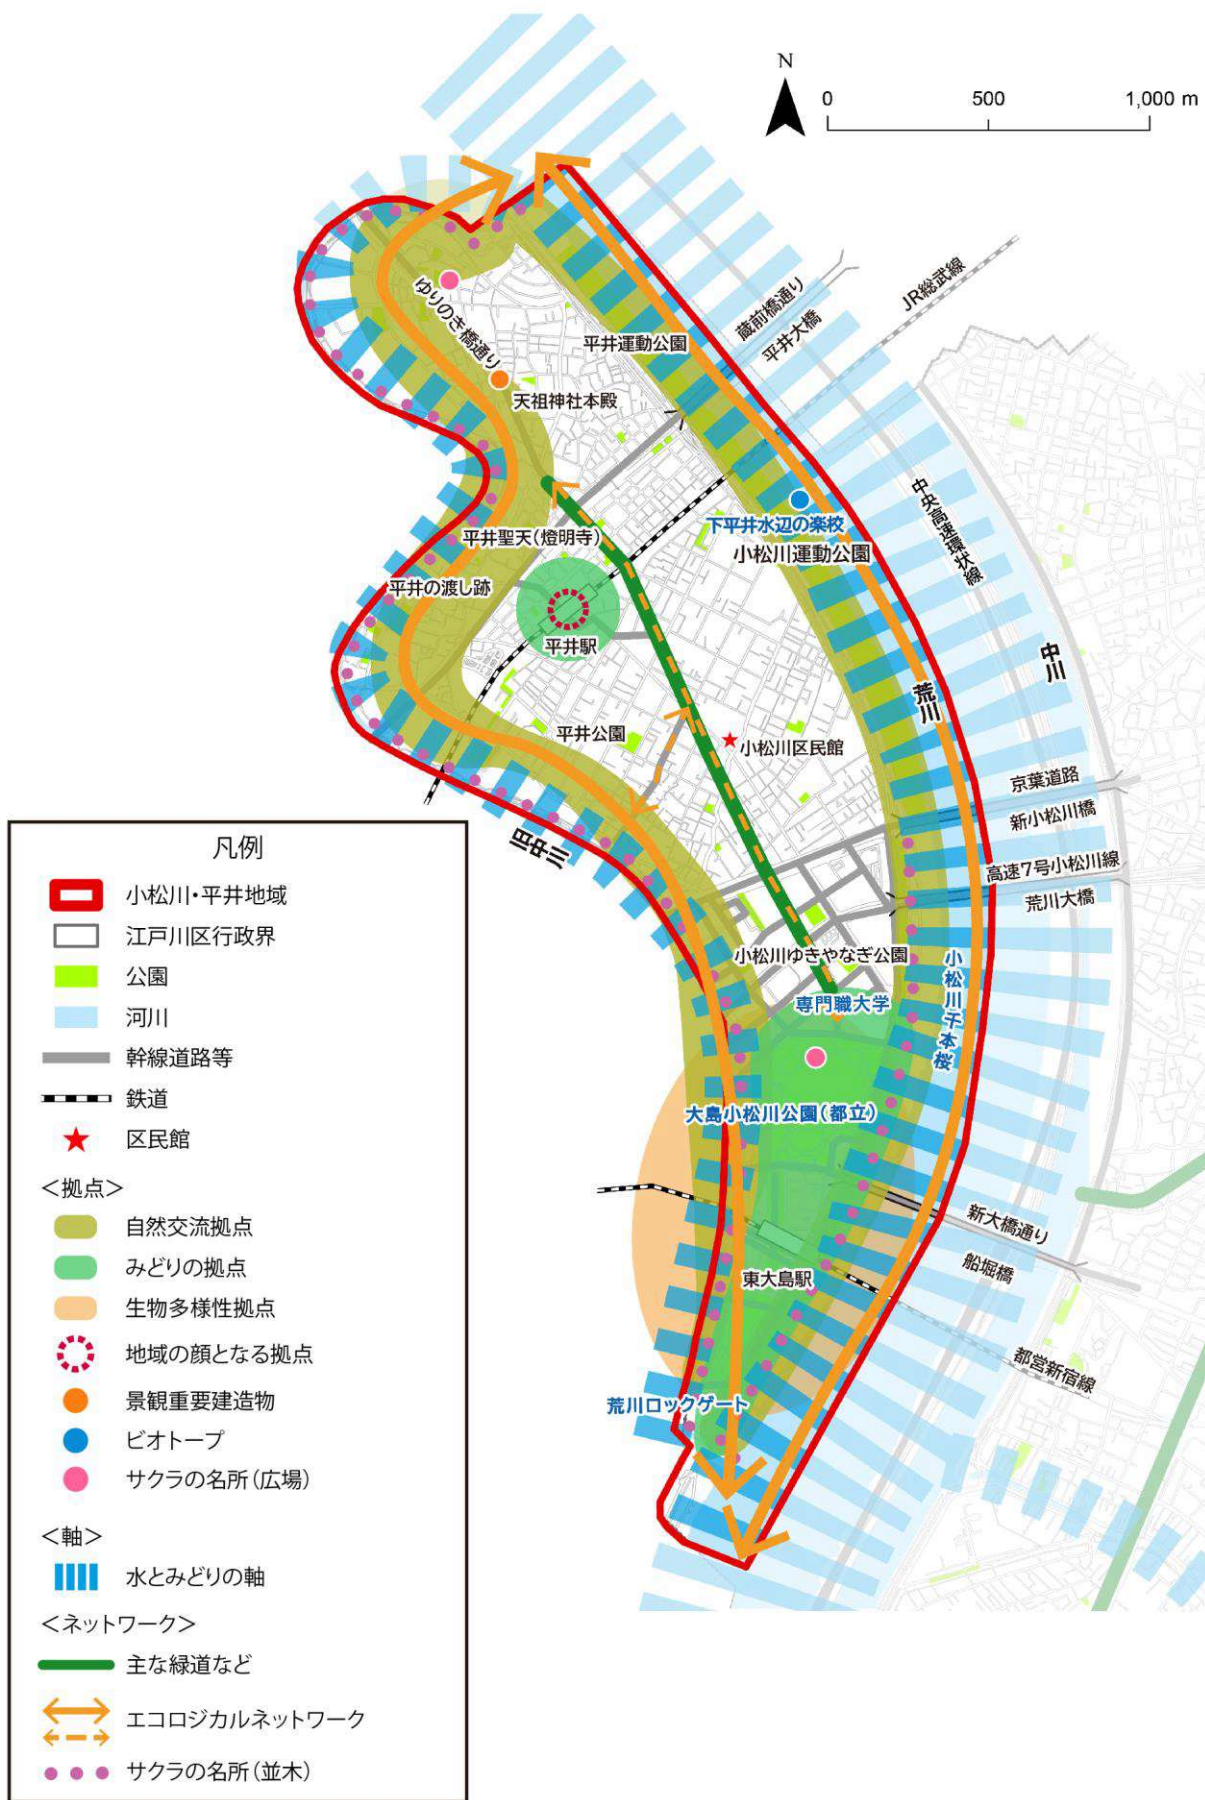 N
0 500 1,000 m
蔵前橋通り
平井大橋
JR総武線
ゆりのき橋通り
平井運動公園
天祖神社本殿
中央高速環状線
下平井水辺の楽校
小松川運動公園
平井聖天(燈明寺)
平井の渡し跡
平井駅
中川
荒川
平井公園
小松川区民館
京葉道路
新小松川橋
旧中川
高速7号小松川線
荒川大橋
小松川ゆきやなぎ公園
小松川千本桜
専門職大学
大島小松川公園(都立)
新大橋通り
船堀橋
東大島駅
都営新宿線
荒川ロックゲート
凡例
小松川・平井地域
江戸川区行政界
公園
河川
幹線道路等
鉄道
区民館
<拠点>
自然交流拠点
みどりの拠点
生物多様性拠点
地域の顔となる拠点
景観重要建造物
ビオトープ
サクラの名所(広場)
<軸>
水とみどりの軸
<ネットワーク>
主な緑道など
エコロジカルネットワーク
サクラの名所(並木)